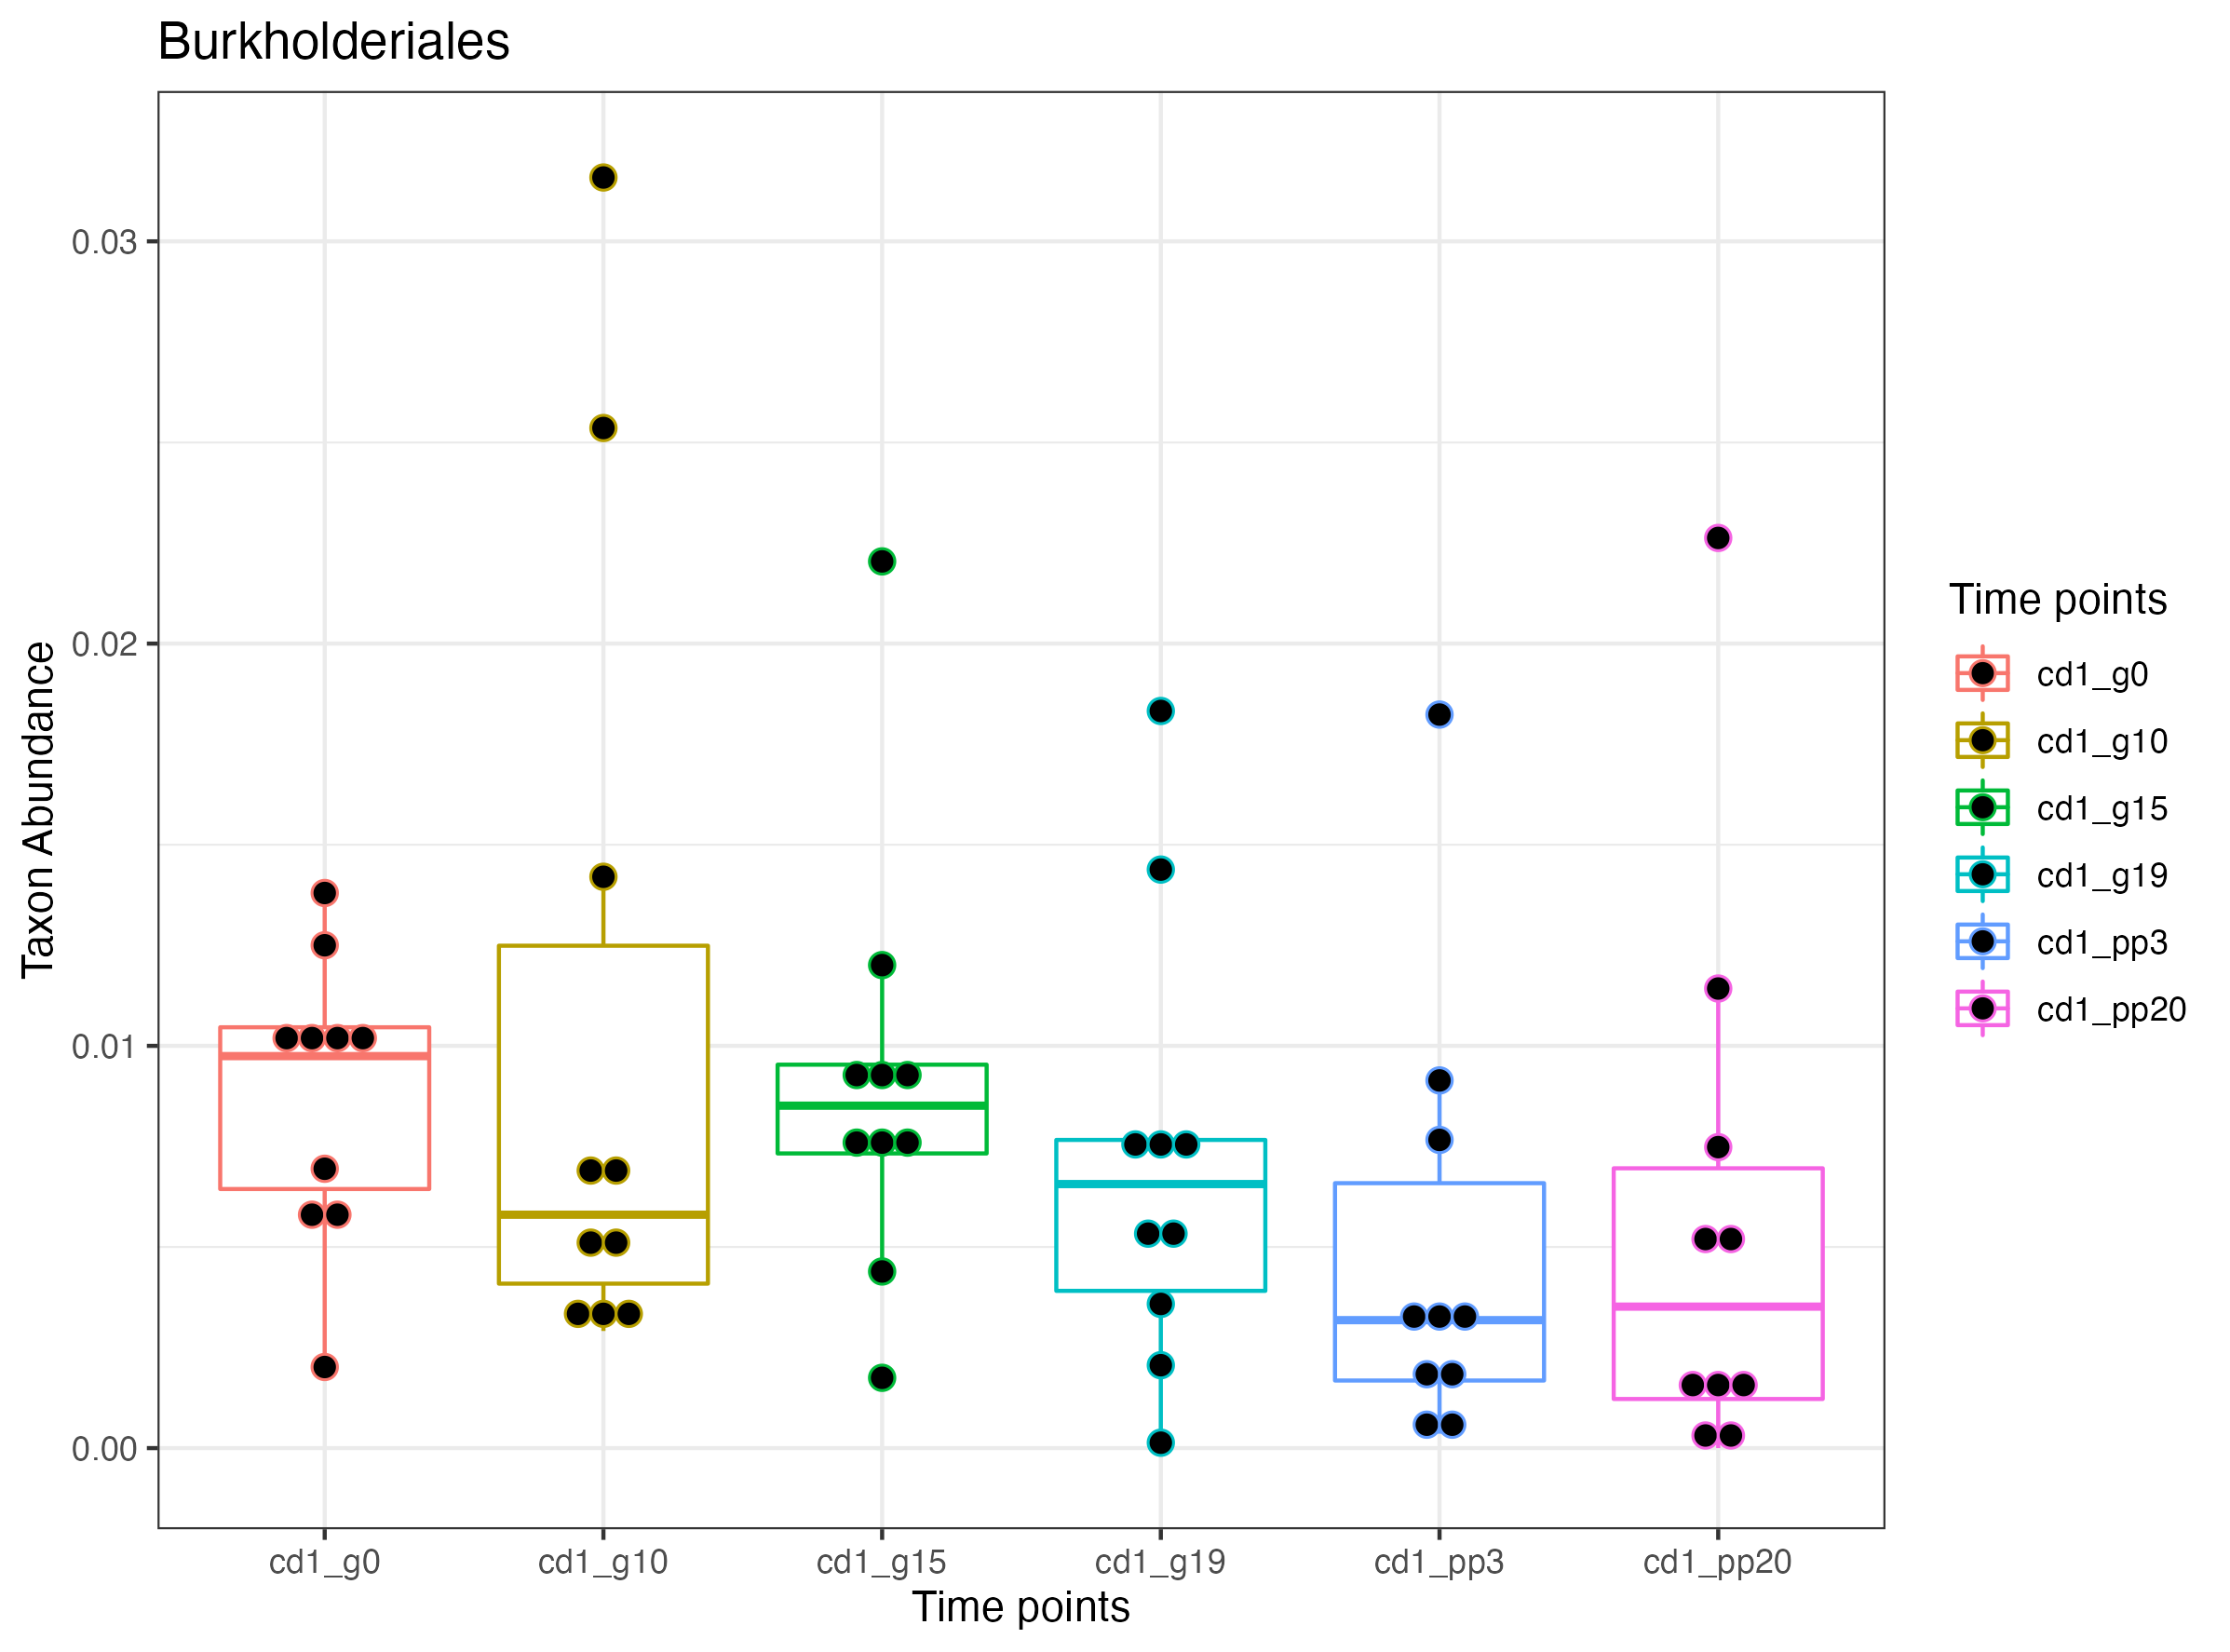 Burkholderiales
Taxon Abundance
0.03
0.02
0.01
0.00
cd1_g0 cd1_g10 cd1_g15 cd1_g19 cd1_pp3 cd1_pp20
Time points
Time points
cd1_g0
cd1_g10
cd1_g15
cd1_g19
cd1_pp3
cd1_pp20